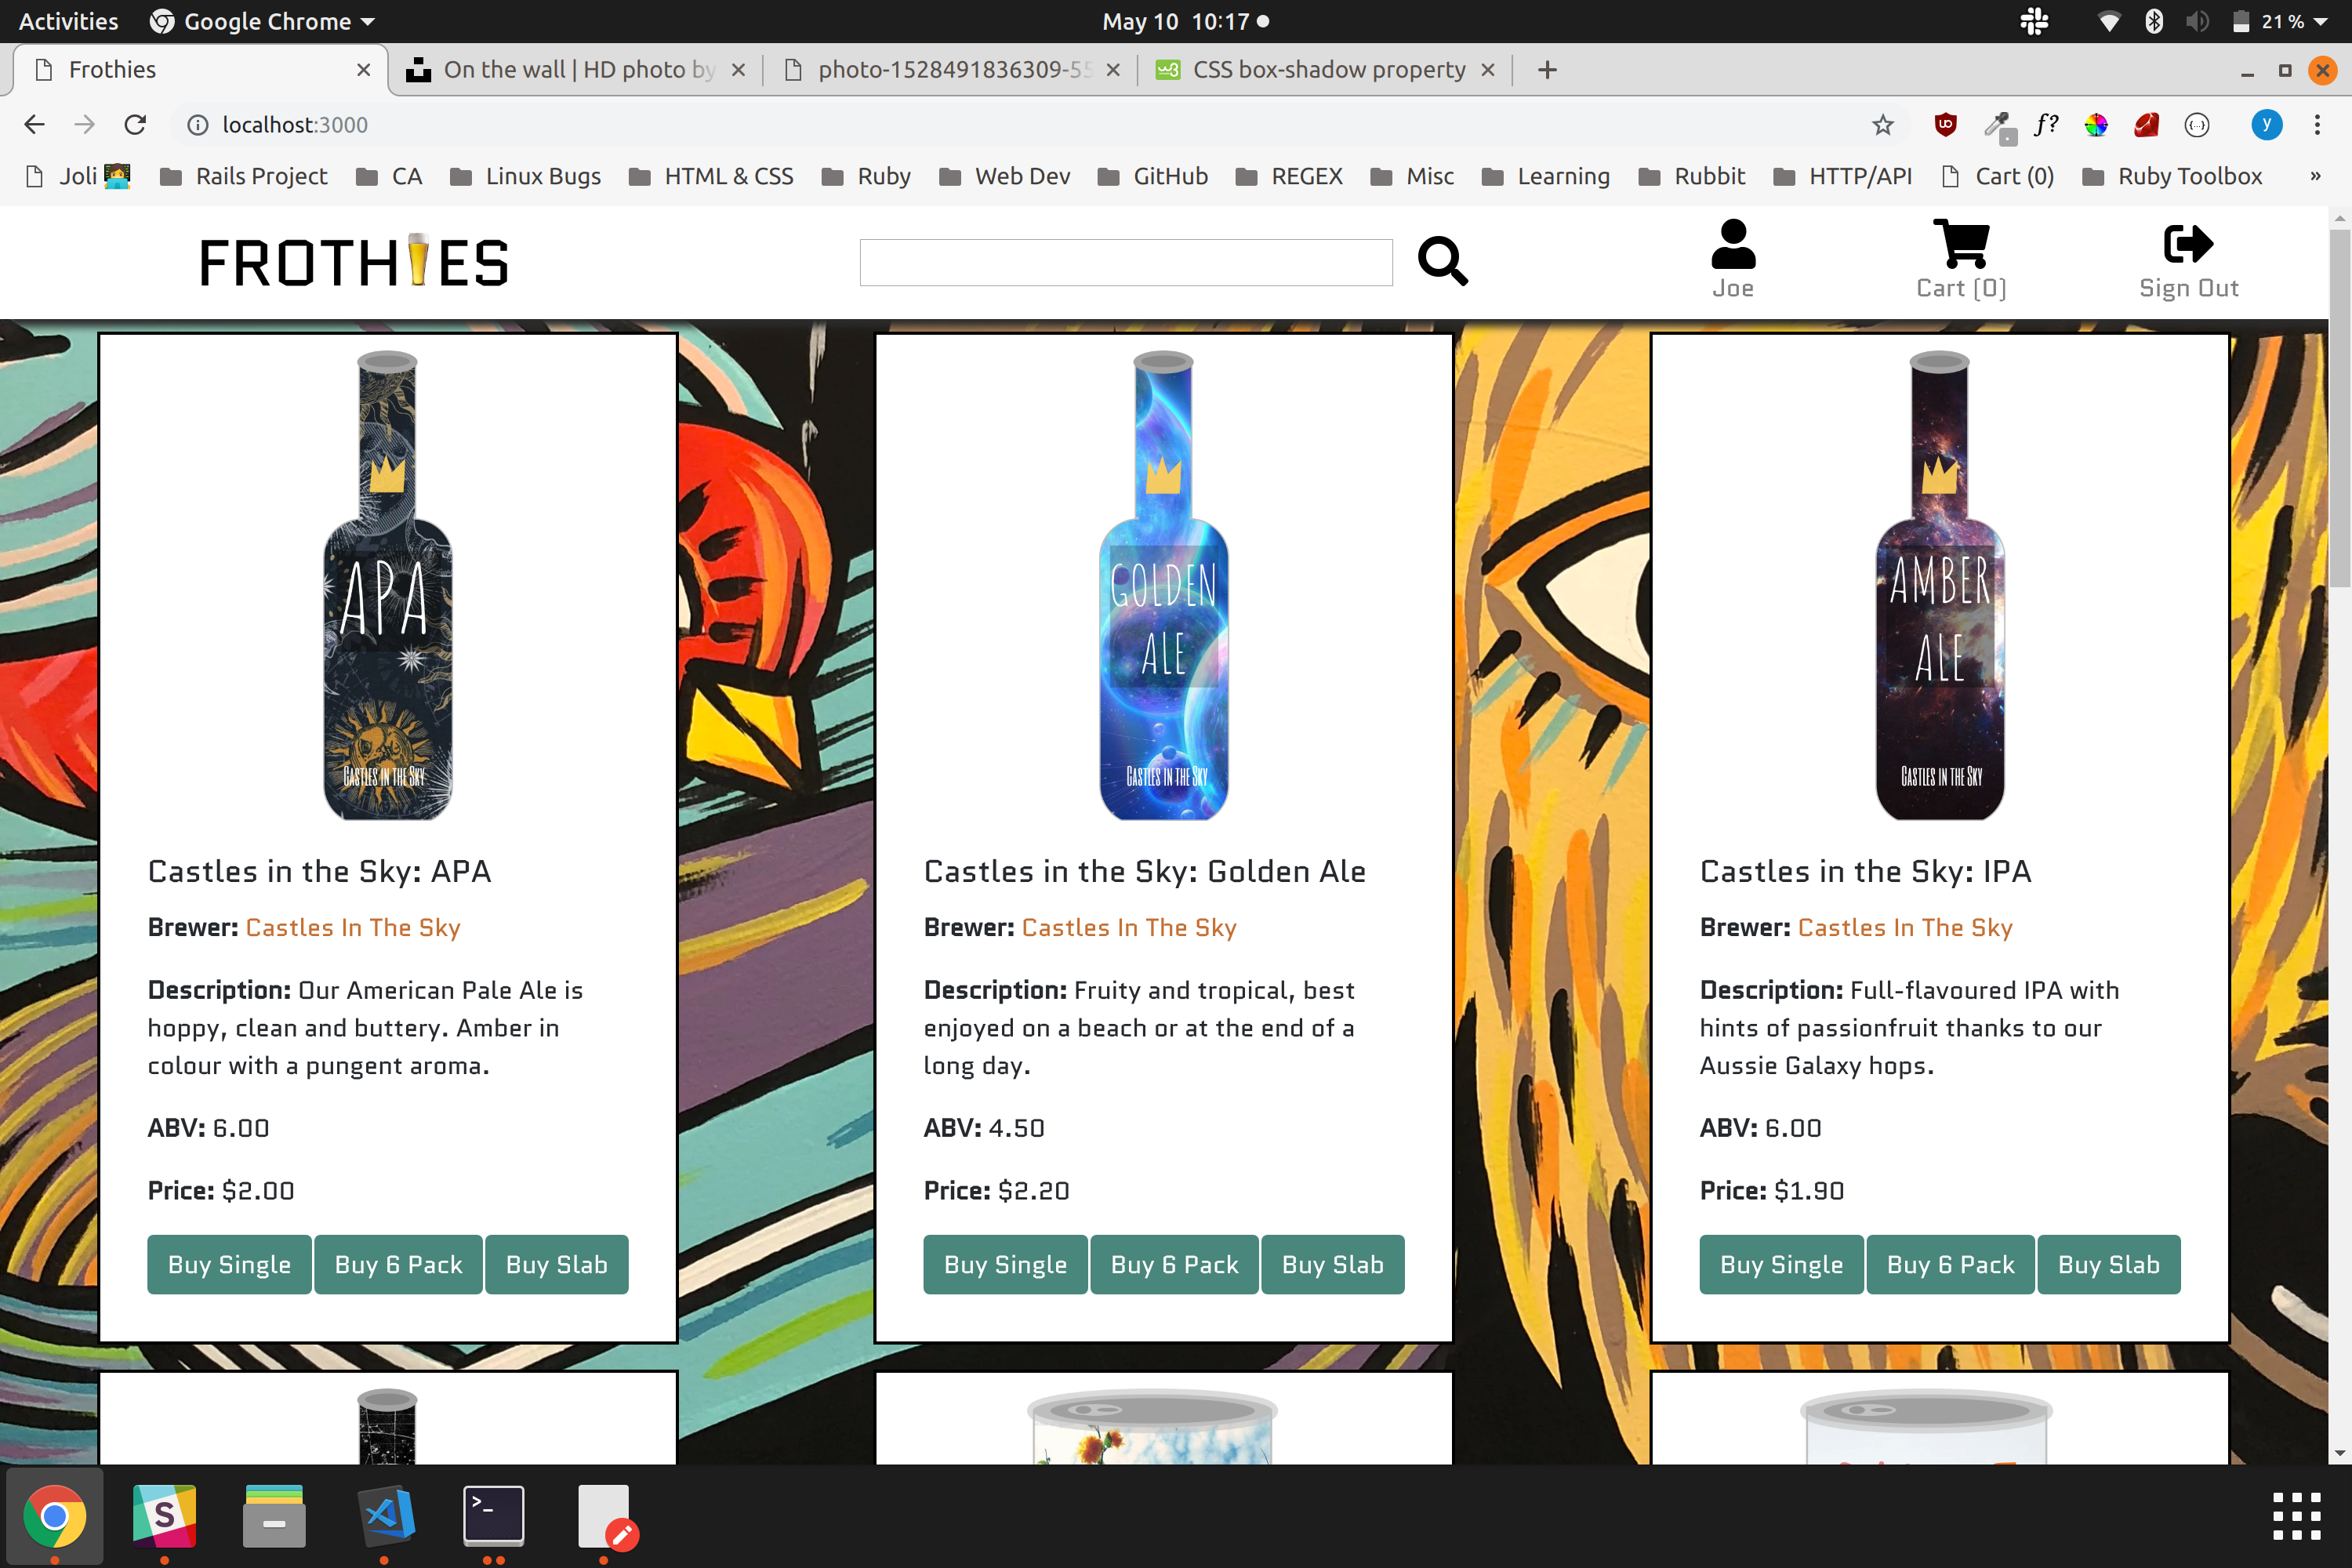 Activities Google Chrome May 10 10:17 21 %
Frothies On the wall | HD photo by photo-1528491836309-55 CSS box-shadow property
localhost:3000 ƒ? y
Joli Rails Project CA Linux Bugs HTML & CSS Ruby Web Dev GitHub REGEX Misc Learning Rubbit HTTP/API Cart (0) Ruby Toolbox »
FROTHIES
Joe Cart (0) Sign Out
APA
CASTLES IN THE SKY
Castles in the Sky: APA
Brewer: Castles In The Sky
Description: Our American Pale Ale is
hoppy, clean and buttery. Amber in
colour with a pungent aroma.
ABV: 6.00
Price: $2.00
Buy Single Buy 6 Pack Buy Slab
GOLDEN
ALE
CASTLES IN THE SKY
Castles in the Sky: Golden Ale
Brewer: Castles In The Sky
Description: Fruity and tropical, best
enjoyed on a beach or at the end of a
long day.
ABV: 4.50
Price: $2.20
Buy Single Buy 6 Pack Buy Slab
AMBER
ALE
CASTLES IN THE SKY
Castles in the Sky: IPA
Brewer: Castles In The Sky
Description: Full-flavoured IPA with
hints of passionfruit thanks to our
Aussie Galaxy hops.
ABV: 6.00
Price: $1.90
Buy Single Buy 6 Pack Buy Slab